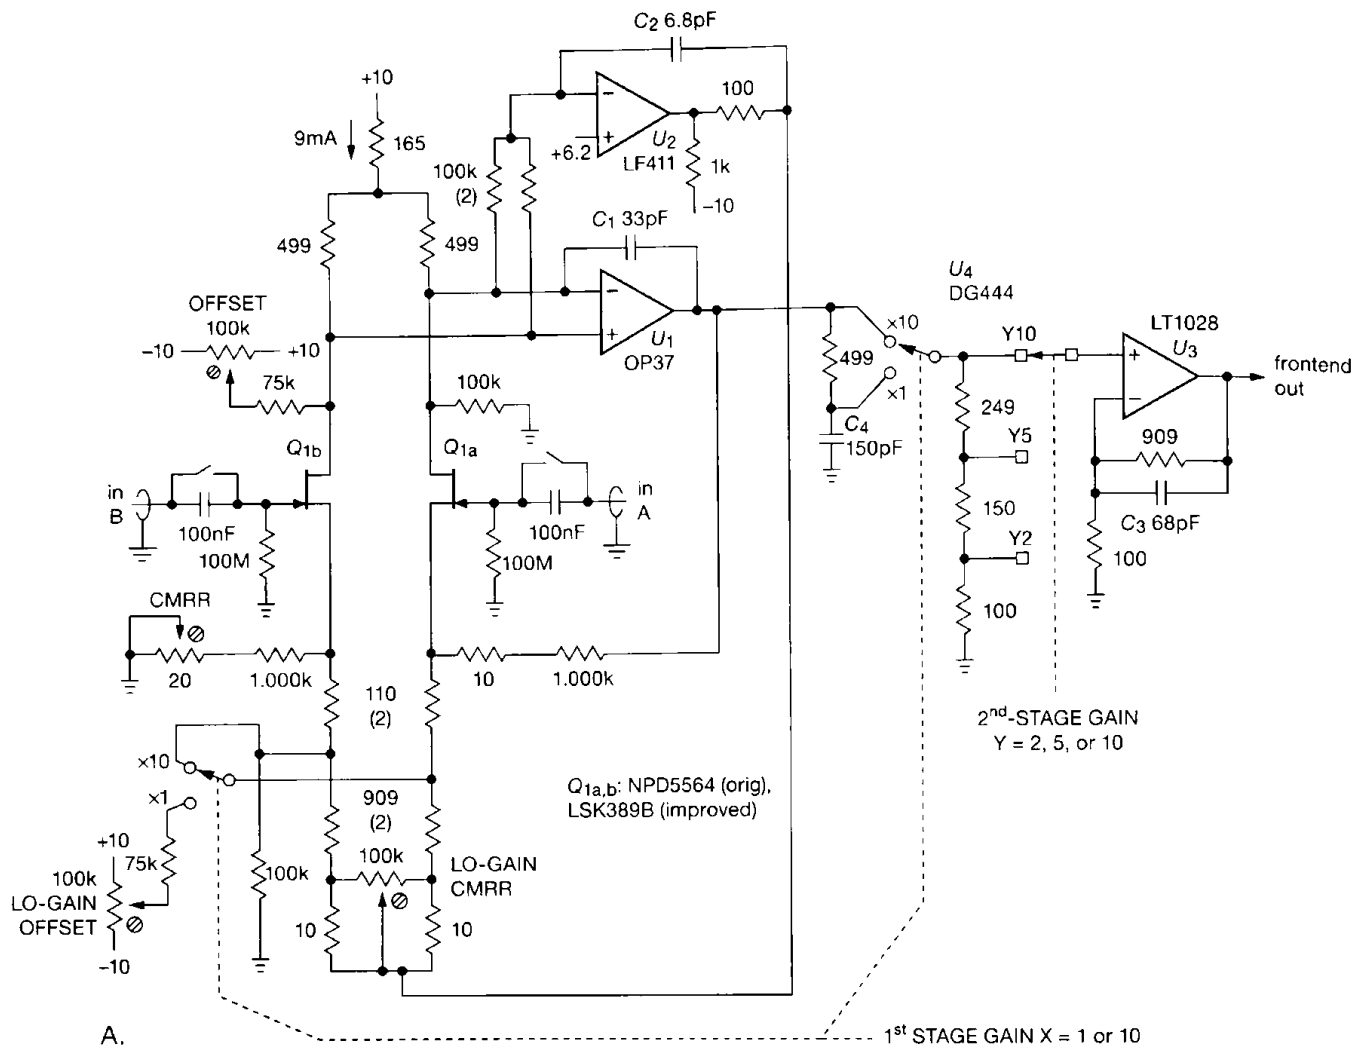 C2 6.8pF
+10
9mA
165
100
−
+
+6.2
U2
LF411
1k
−10
100k
(2)
499
499
C1 33pF
−
+
U1
OP37
OFFSET
100k
−10
+10
75k
100k
Q1b
Q1a
in
B
100nF
100M
in
A
100nF
100M
U4
DG444
×10
499
×1
C4
150pF
Y10
249
Y5
150
Y2
100
LT1028
U3
+
−
frontend
out
909
C3 68pF
100
CMRR
20
1.000k
10
1.000k
110
(2)
×10
×1
+10
75k
100k
LO-GAIN
OFFSET
−10
100k
909
(2)
100k
LO-GAIN
CMRR
10
10
Q1a,b: NPD5564 (orig),
LSK389B (improved)
2nd-STAGE GAIN
Y = 2, 5, or 10
A.
1st STAGE GAIN X = 1 or 10